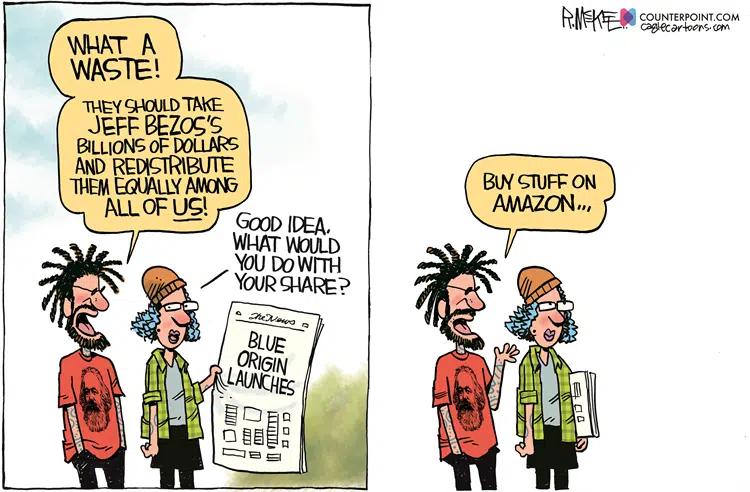 R. McKEE
COUNTERPOINT.COM
caglecartoons.com
WHAT A
WASTE!
THEY SHOULD TAKE
JEFF BEZOS'S
BILLIONS OF DOLLARS
AND REDISTRIBUTE
THEM EQUALLY AMONG
ALL OF US!
GOOD IDEA.
WHAT WOULD
YOU DO WITH
YOUR SHARE?
The News
BLUE
ORIGIN
LAUNCHES
BUY STUFF ON
AMAZON...